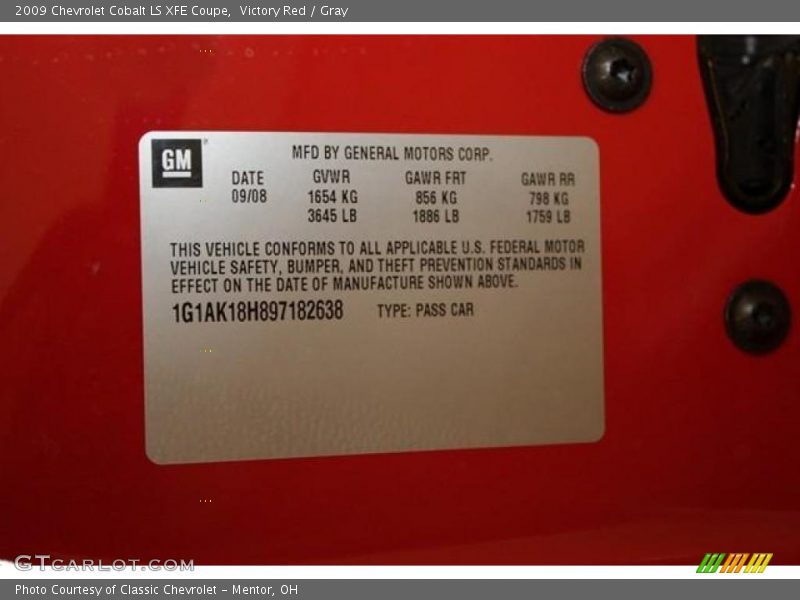 2009 Chevrolet Cobalt LS XFE Coupe, Victory Red / Gray
GM
MFD BY GENERAL MOTORS CORP.
DATE GVWR GAWR FRT GAWR RR
09/08 1654 KG 856 KG 798 KG
3645 LB 1886 LB 1759 LB
THIS VEHICLE CONFORMS TO ALL APPLICABLE U.S. FEDERAL MOTOR
VEHICLE SAFETY, BUMPER, AND THEFT PREVENTION STANDARDS IN
EFFECT ON THE DATE OF MANUFACTURE SHOWN ABOVE.
1G1AK18H897182638 TYPE: PASS CAR
GTcarlot.com
Photo Courtesy of Classic Chevrolet - Mentor, OH